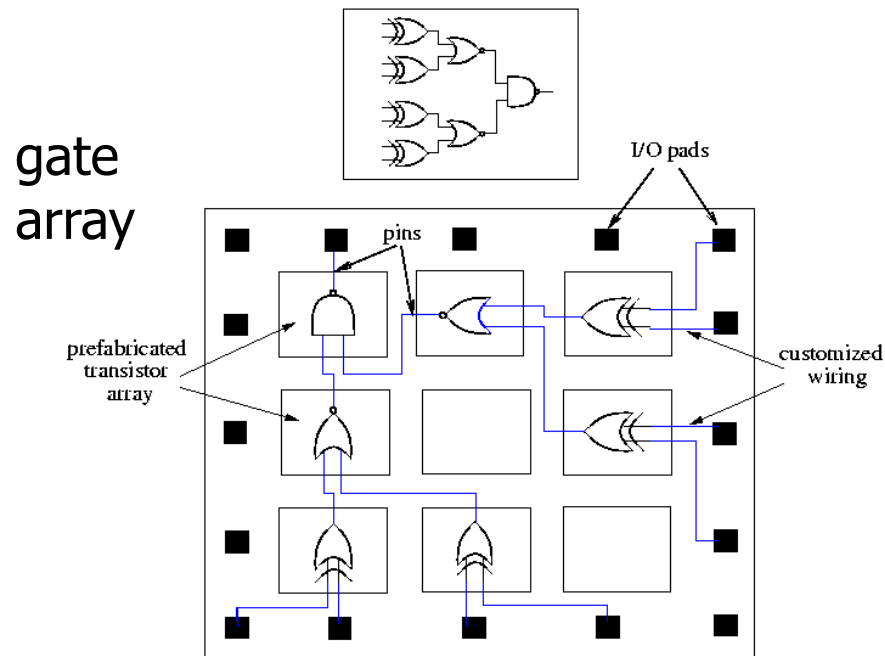 gate
array
I/O pads
pins
prefabricated
transistor
array
customized
wiring